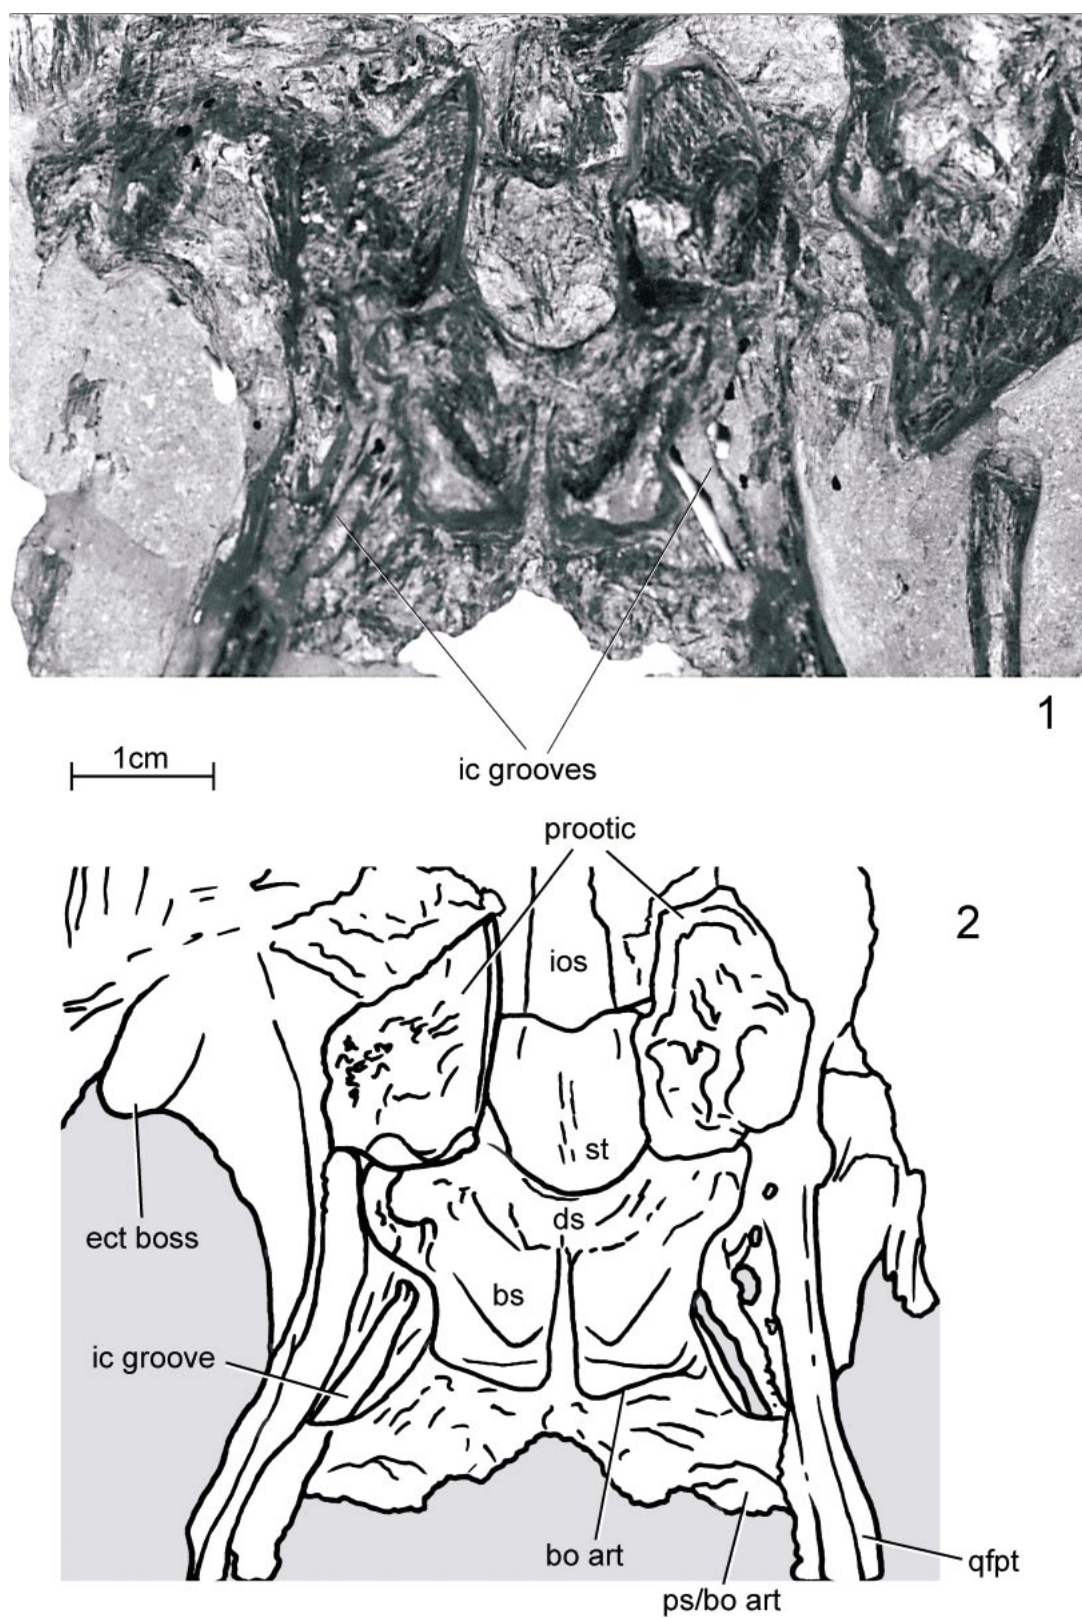 1
1cm
ic grooves
prootic
2
ios
st
ds
ect boss
bs
ic groove
bo art
qfpt
ps/bo art